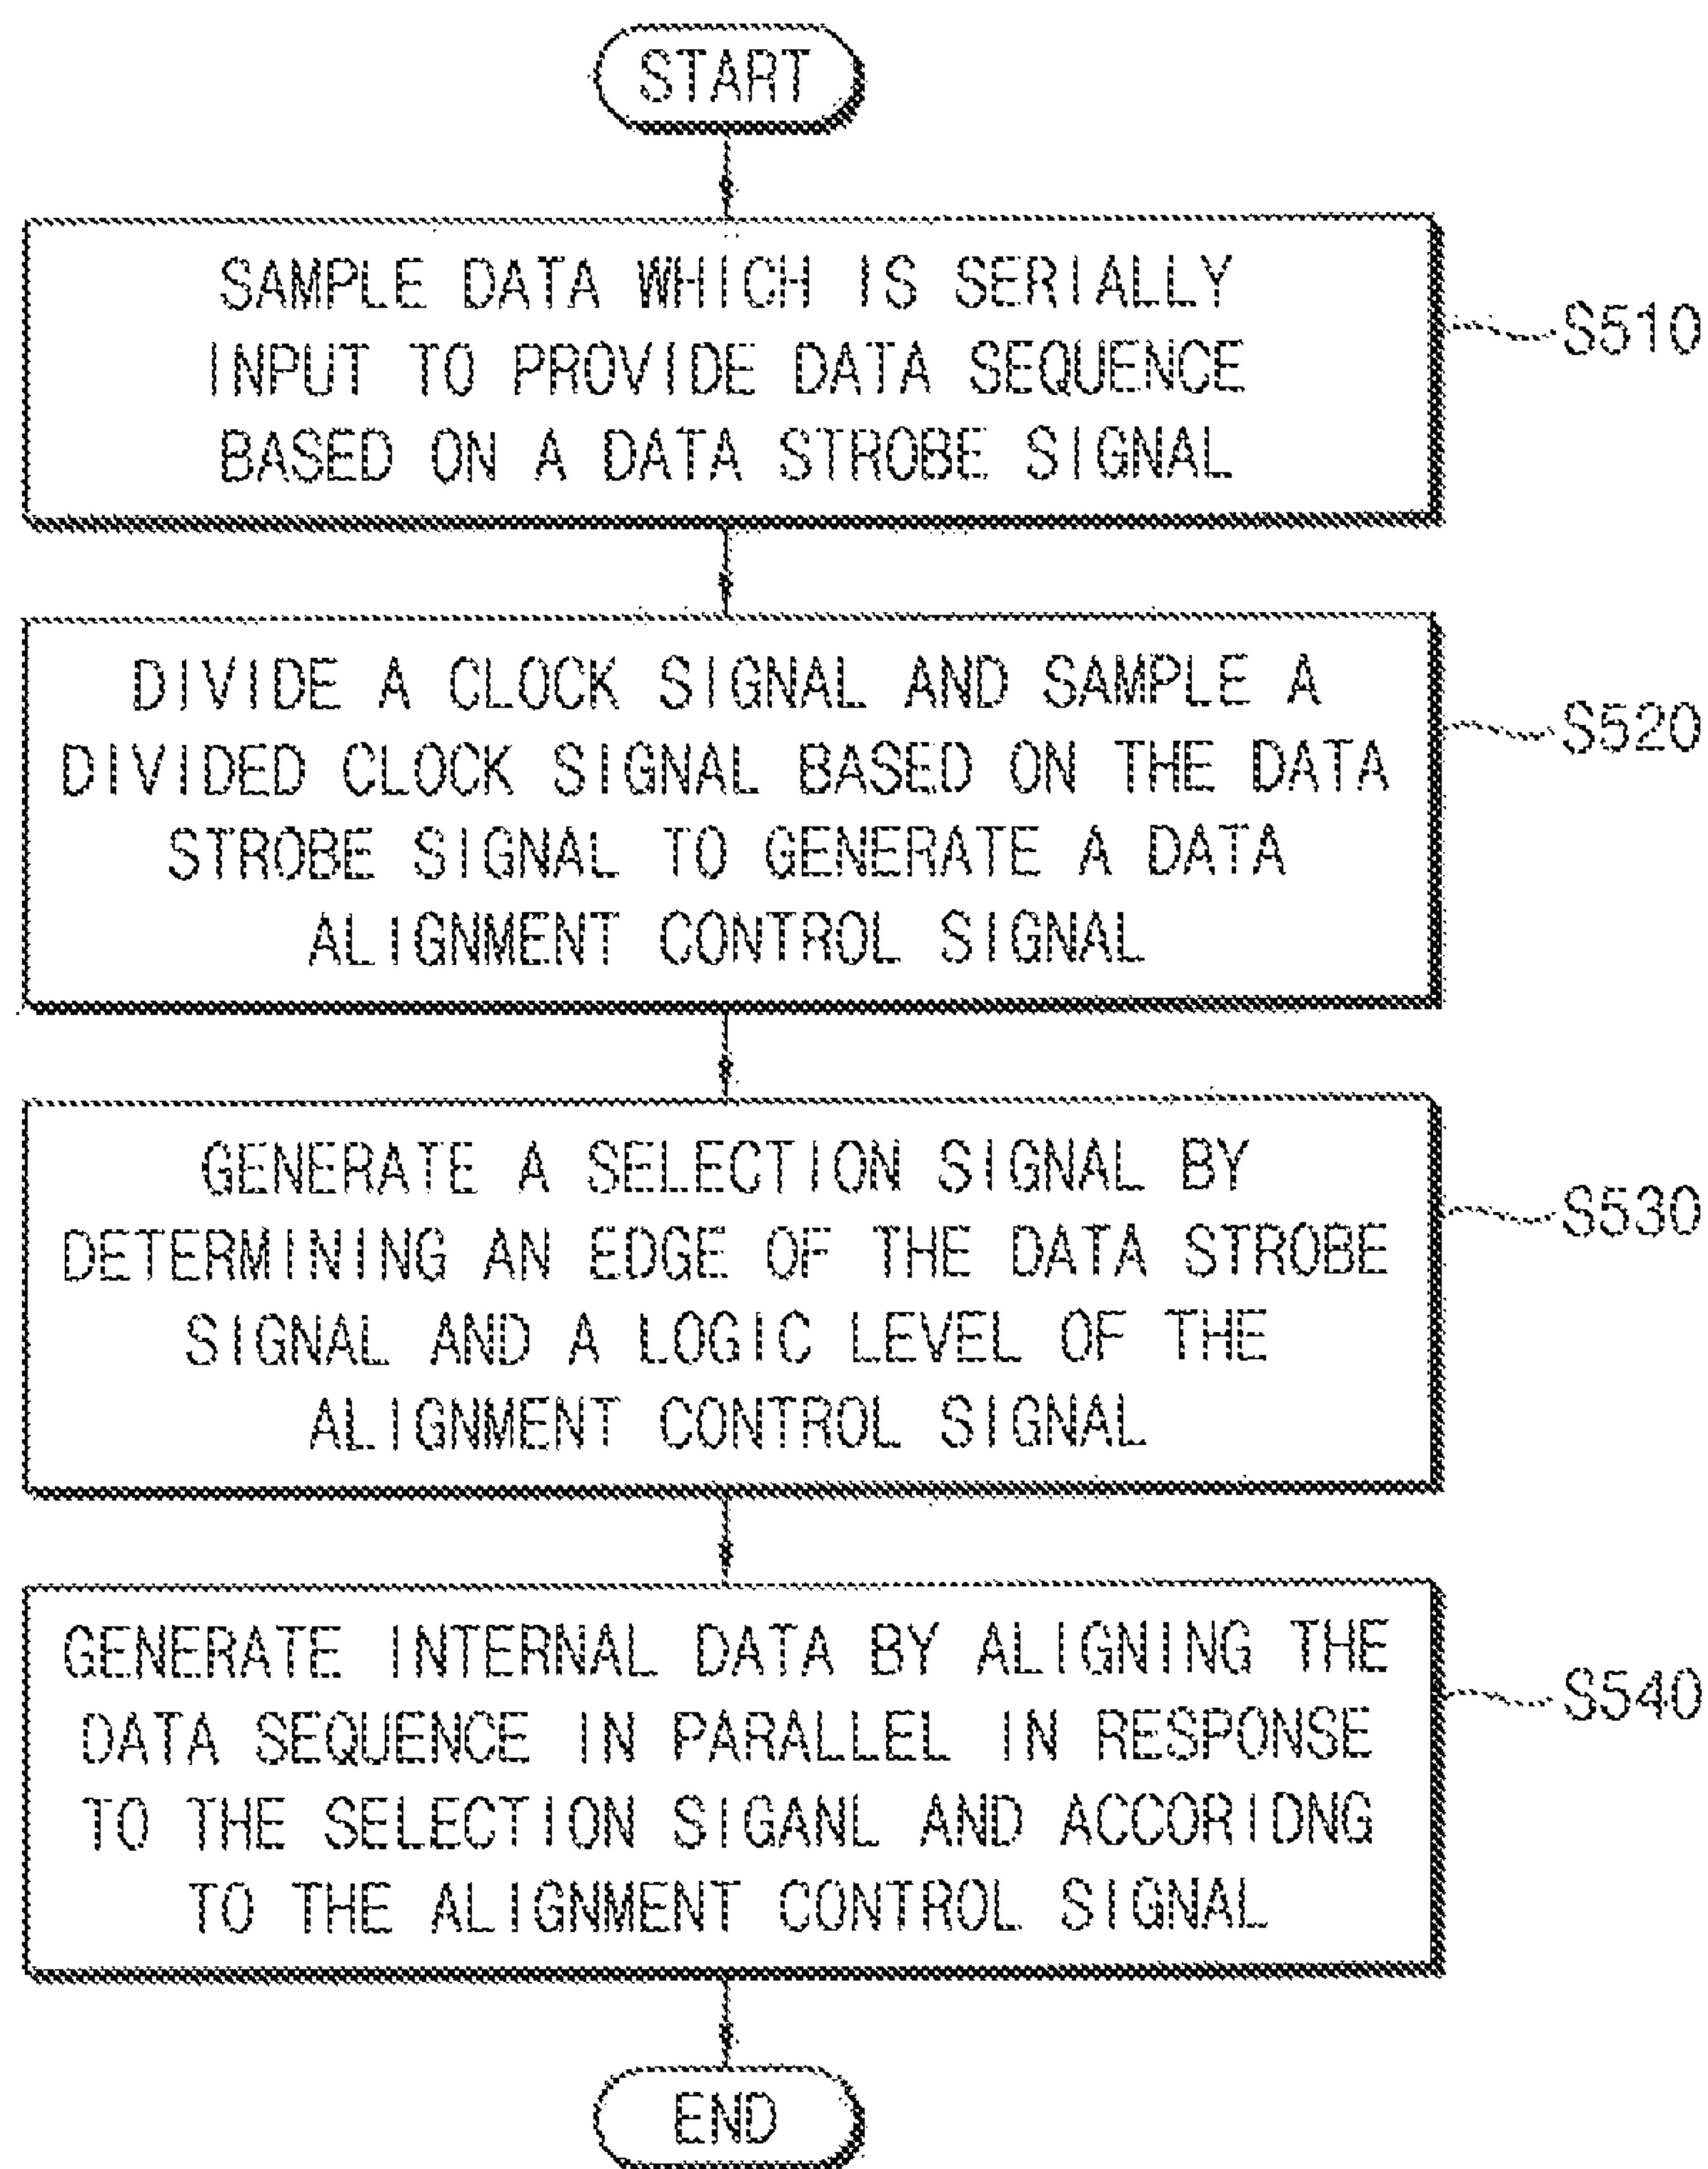 START
SAMPLE DATA WHICH IS SERIALLY
INPUT TO PROVIDE DATA SEQUENCE
BASED ON A DATA STROBE SIGNAL
S510
DIVIDE A CLOCK SIGNAL AND SAMPLE A
DIVIDED CLOCK SIGNAL BASED ON THE DATA
STROBE SIGNAL TO GENERATE A DATA
ALIGNMENT CONTROL SIGNAL
S520
GENERATE A SELECTION SIGNAL BY
DETERMINING AN EDGE OF THE DATA STROBE
SIGNAL AND A LOGIC LEVEL OF THE
ALIGNMENT CONTROL SIGNAL
S530
GENERATE INTERNAL DATA BY ALIGNING THE
DATA SEQUENCE IN PARALLEL IN RESPONSE
TO THE SELECTION SIGANL AND ACCORIDNG
TO THE ALIGNMENT CONTROL SIGNAL
S540
END